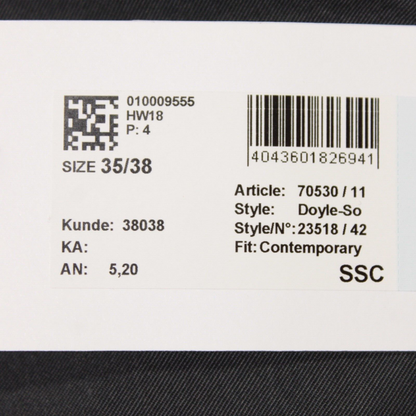 010009555
HW18
P: 4
SIZE 35/38
4043601826941
Article: 70530 / 11
Style: Doyle-So
Style/N°: 23518 / 42
Fit: Contemporary
Kunde: 38038
KA:
AN: 5,20
SSC